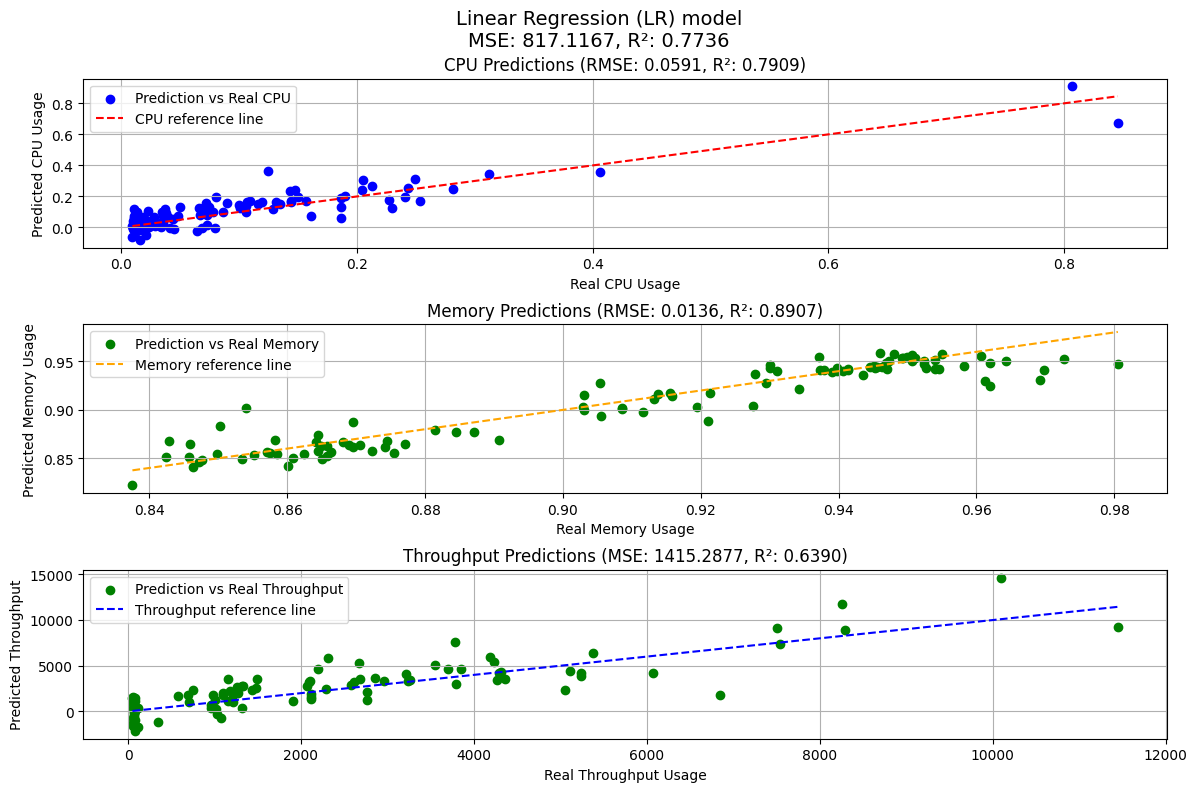 Linear Regression (LR) model
MSE: 817.1167, R²: 0.7736
CPU Predictions (RMSE: 0.0591, R²: 0.7909)
Predicted CPU Usage
0.8
0.6
0.4
0.2
0.0
Prediction vs Real CPU
CPU reference line
0.0 0.2 0.4 0.6 0.8
Real CPU Usage
Memory Predictions (RMSE: 0.0136, R²: 0.8907)
Predicted Memory Usage
0.95
0.90
0.85
Prediction vs Real Memory
Memory reference line
0.84 0.86 0.88 0.90 0.92 0.94 0.96 0.98
Real Memory Usage
Throughput Predictions (MSE: 1415.2877, R²: 0.6390)
Predicted Throughput
15000
10000
5000
0
Prediction vs Real Throughput
Throughput reference line
0 2000 4000 6000 8000 10000 12000
Real Throughput Usage